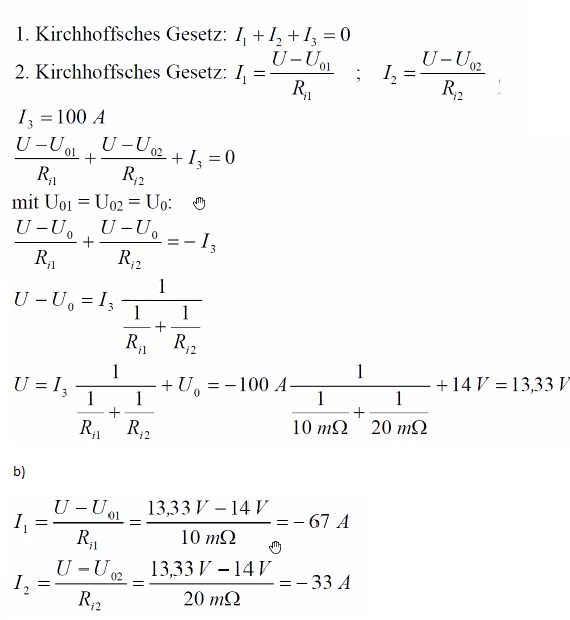 1. Kirchhoffsches Gesetz: I₁ + I₂ + I₃ = 0
2. Kirchhoffsches Gesetz: I₁ = (U − U₀₁) / Rᵢ₁ ; I₂ = (U − U₀₂) / Rᵢ₂
I₃ = 100 A
(U − U₀₁) / Rᵢ₁ + (U − U₀₂) / Rᵢ₂ + I₃ = 0
mit U₀₁ = U₀₂ = U₀:
(U − U₀) / Rᵢ₁ + (U − U₀) / Rᵢ₂ = − I₃
U − U₀ = I₃ 1 / (1 / Rᵢ₁ + 1 / Rᵢ₂)
U = I₃ 1 / (1 / Rᵢ₁ + 1 / Rᵢ₂) + U₀ = −100 A 1 / (1 / 10 mΩ + 1 / 20 mΩ) + 14 V = 13,33 V
b)
I₁ = (U − U₀₁) / Rᵢ₁ = (13,33 V − 14 V) / 10 mΩ = − 67 A
I₂ = (U − U₀₂) / Rᵢ₂ = (13,33 V − 14 V) / 20 mΩ = − 33 A